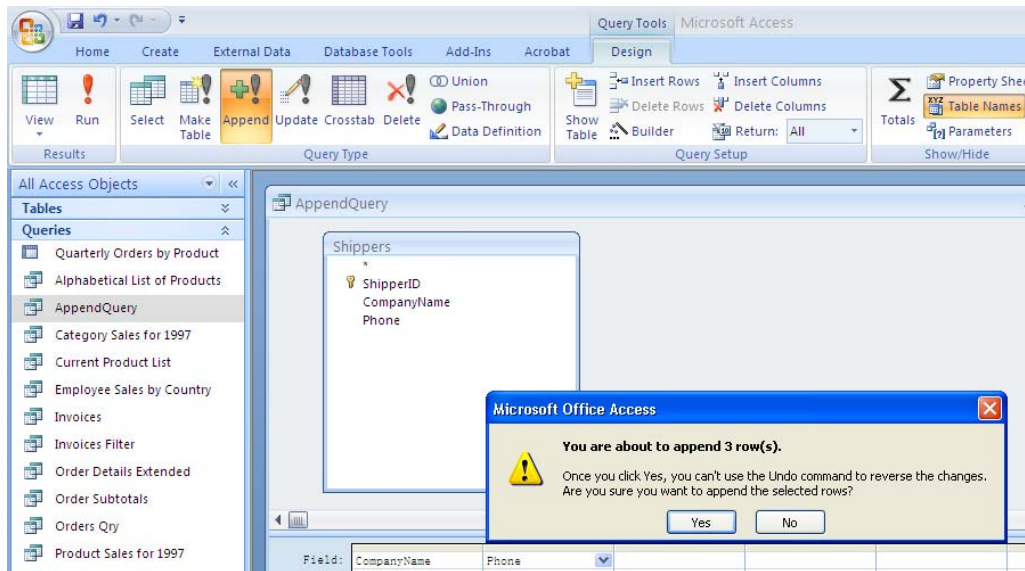 Query Tools Microsoft Access
Home Create External Data Database Tools Add-Ins Acrobat Design
View
Run
Select
Make
Table
Append
Update
Crosstab
Delete
Union
Pass-Through
Data Definition
Show
Table
Insert Rows
Delete Rows
Builder
Insert Columns
Delete Columns
Return: All
Totals
Property Shee
XYZ Table Names
Parameters
Results Query Type Query Setup Show/Hide
All Access Objects
Tables
Queries
Quarterly Orders by Product
Alphabetical List of Products
AppendQuery
Category Sales for 1997
Current Product List
Employee Sales by Country
Invoices
Invoices Filter
Order Details Extended
Order Subtotals
Orders Qry
Product Sales for 1997
AppendQuery
Shippers
*
ShipperID
CompanyName
Phone
Microsoft Office Access
You are about to append 3 row(s).
Once you click Yes, you can't use the Undo command to reverse the changes.
Are you sure you want to append the selected rows?
Yes No
Field: CompanyName Phone